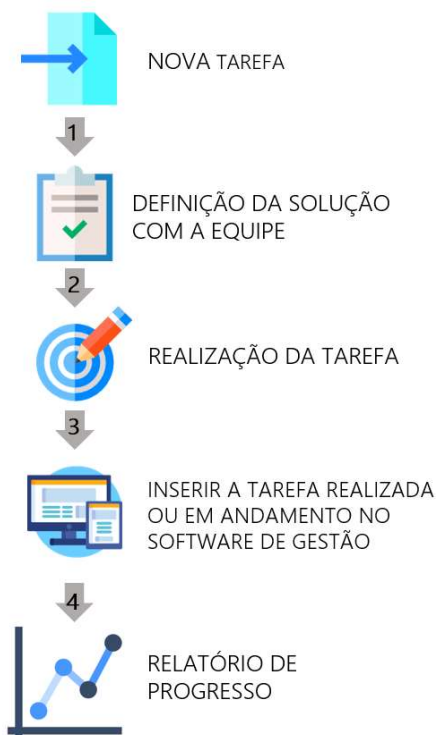 NOVA TAREFA
1
DEFINIÇÃO DA SOLUÇÃO
COM A EQUIPE
2
REALIZAÇÃO DA TAREFA
3
INSERIR A TAREFA REALIZADA
OU EM ANDAMENTO NO
SOFTWARE DE GESTÃO
4
RELATÓRIO DE
PROGRESSO